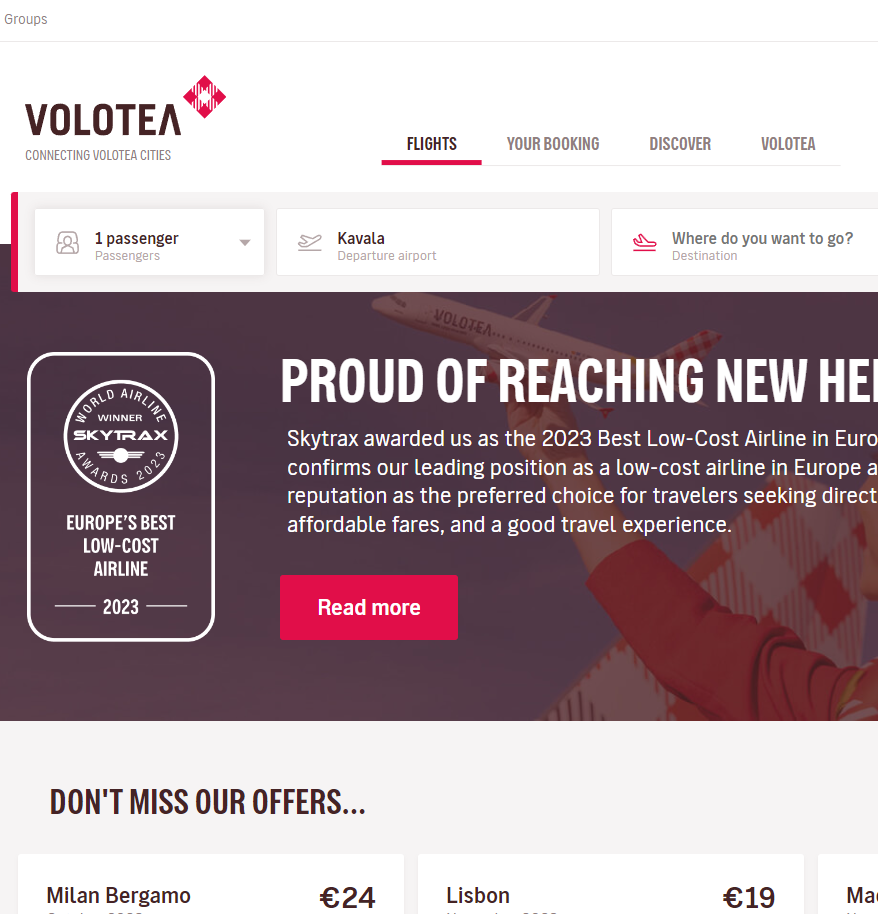 Groups
VOLOTEA
CONNECTING VOLOTEA CITIES
FLIGHTS YOUR BOOKING DISCOVER VOLOTEA
1 passenger
Passengers
Kavala
Departure airport
Where do you want to go?
Destination
VOLOTEA
WORLD AIRLINE
WINNER
SKYTRAX
AWARDS 2023
EUROPE'S BEST
LOW-COST
AIRLINE
2023
PROUD OF REACHING NEW
Skytrax awarded us as the 2023 Best Low-Cost Airline in
confirms our leading position as a low-cost airline in Europe
reputation as the preferred choice for travelers seeking direct
affordable fares, and a good travel experience.
Read more
DON'T MISS OUR OFFERS...
Milan Bergamo €24
Lisbon €19